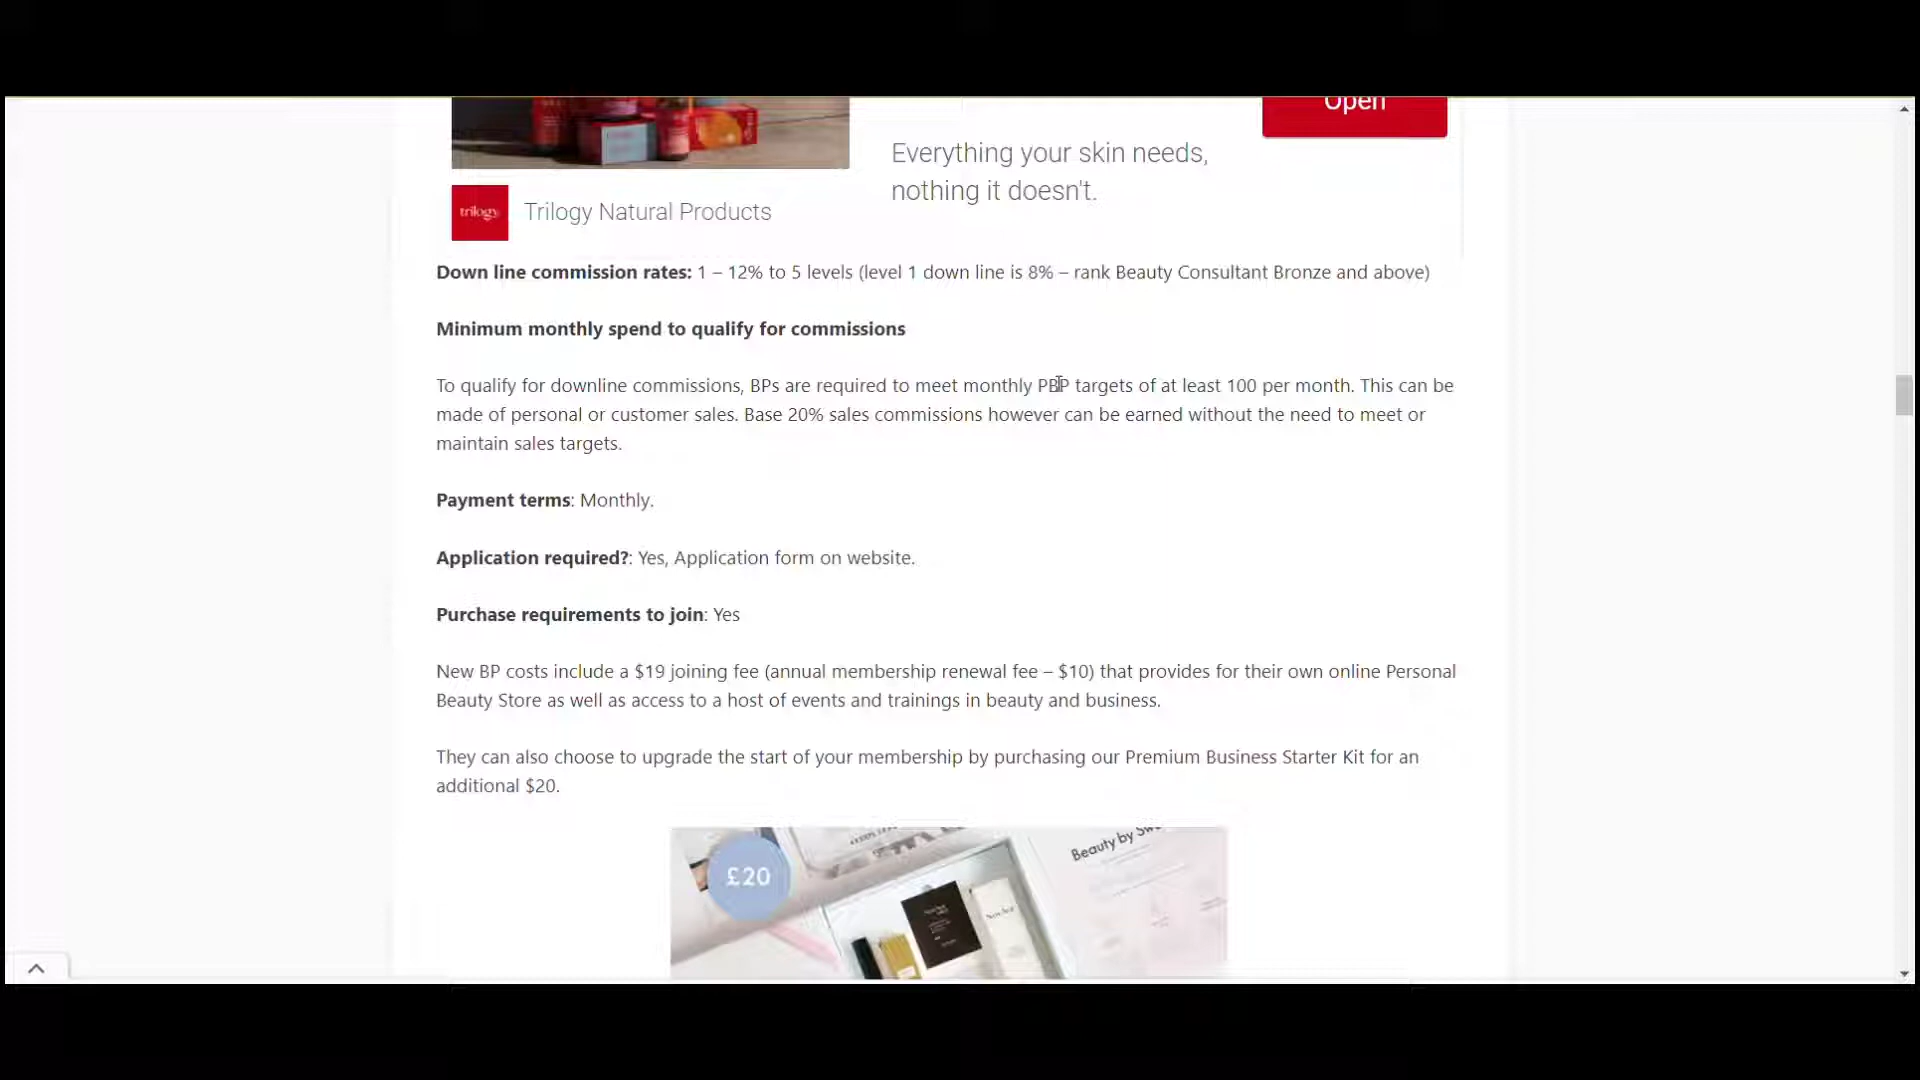 Open
Everything your skin needs,
nothing it doesn't.
trilogy
Trilogy Natural Products
Down line commission rates: 1 – 12% to 5 levels (level 1 down line is 8% – rank Beauty Consultant Bronze and above)
Minimum monthly spend to qualify for commissions
To qualify for downline commissions, BPs are required to meet monthly PBP targets of at least 100 per month. This can be
made of personal or customer sales. Base 20% sales commissions however can be earned without the need to meet or
maintain sales targets.
Payment terms: Monthly.
Application required?: Yes, Application form on website.
Purchase requirements to join: Yes
New BP costs include a $19 joining fee (annual membership renewal fee – $10) that provides for their own online Personal
Beauty Store as well as access to a host of events and trainings in beauty and business.
They can also choose to upgrade the start of your membership by purchasing our Premium Business Starter Kit for an
additional $20.
£20
Beauty by